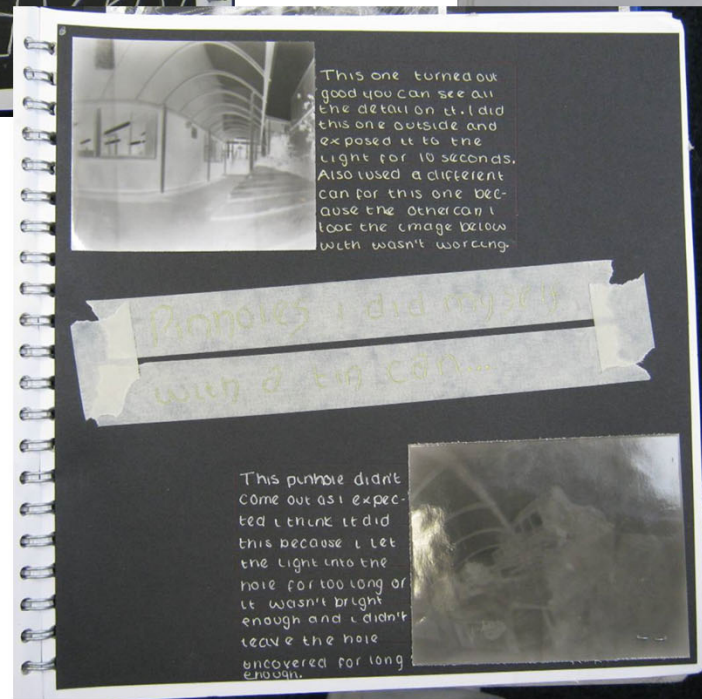 This one turned out
good you can see all
the detail on it. I did
this one outside and
exposed it to the
light for 10 seconds.
Also i used a different
can for this one bec-
ause the other can i
took the image below
with wasn't working.
Pinholes i did myself
with a tin can...
This pinhole didn't
come out as i expec-
ted i think it did
this because i let
the light into the
hole for too long or
it wasn't bright
enough and i didn't
leave the hole
uncovered for long
enough.